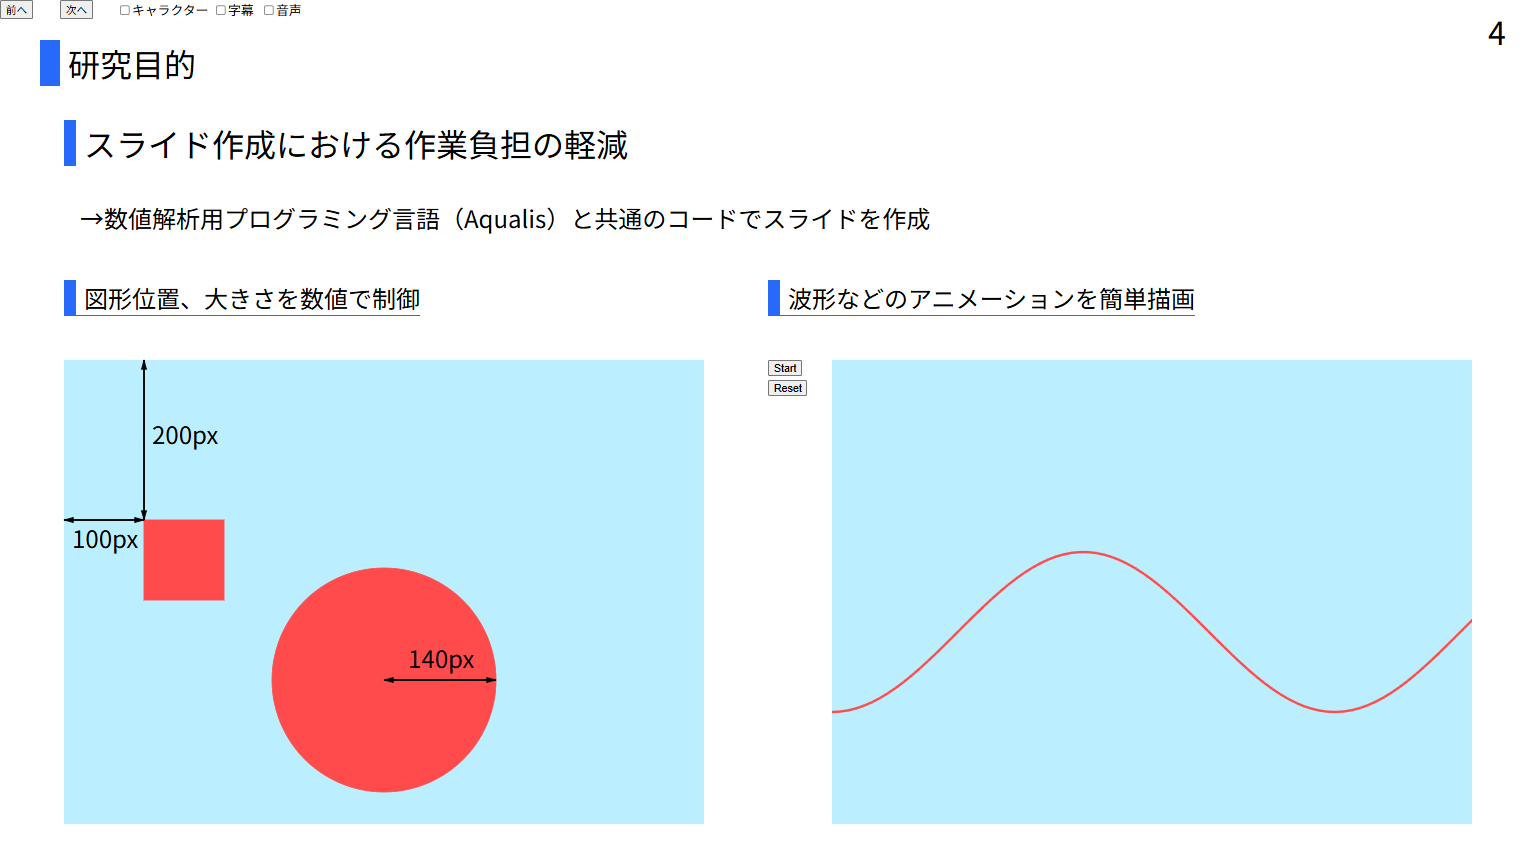 前へ 次へ キャラクター 字幕 音声
4
研究目的
スライド作成における作業負担の軽減
→数値解析用プログラミング言語（Aqualis）と共通のコードでスライドを作成
図形位置、大きさを数値で制御
200px
100px
140px
波形などのアニメーションを簡単描画
Start
Reset